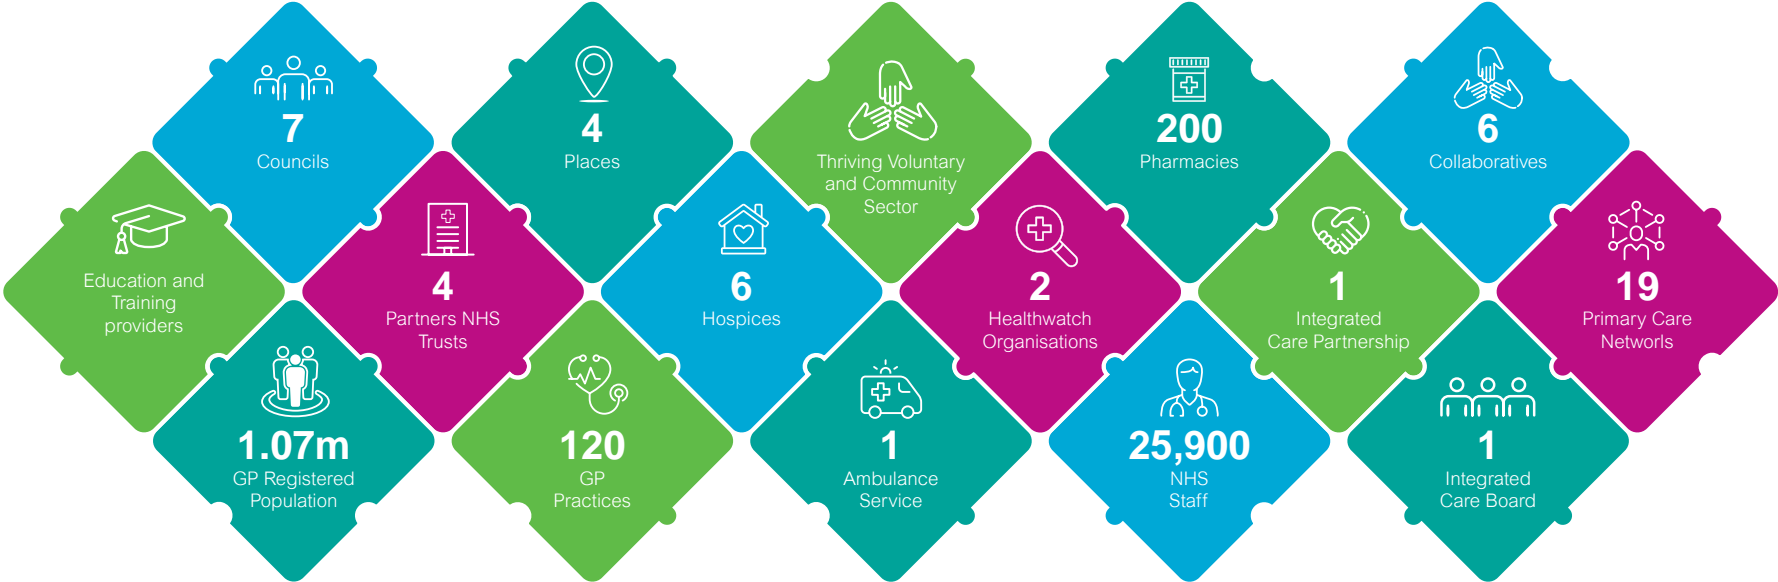 7
Councils
4
Places
Thriving Voluntary
and Community
Sector
200
Pharmacies
6
Collaboratives
Education and
Training
providers
4
Partners NHS
Trusts
6
Hospices
2
Healthwatch
Organisations
1
Integrated
Care Partnership
19
Primary Care
Networls
1.07m
GP Registered
Population
120
GP
Practices
1
Ambulance
Service
25,900
NHS
Staff
1
Integrated
Care Board